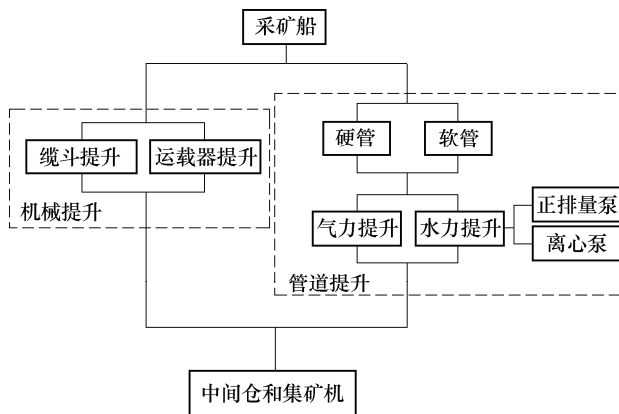 采矿船
硬管
软管
缆斗提升
运载器提升
机械提升
气力提升
水力提升
正排量泵
离心泵
管道提升
中间仓和集矿机